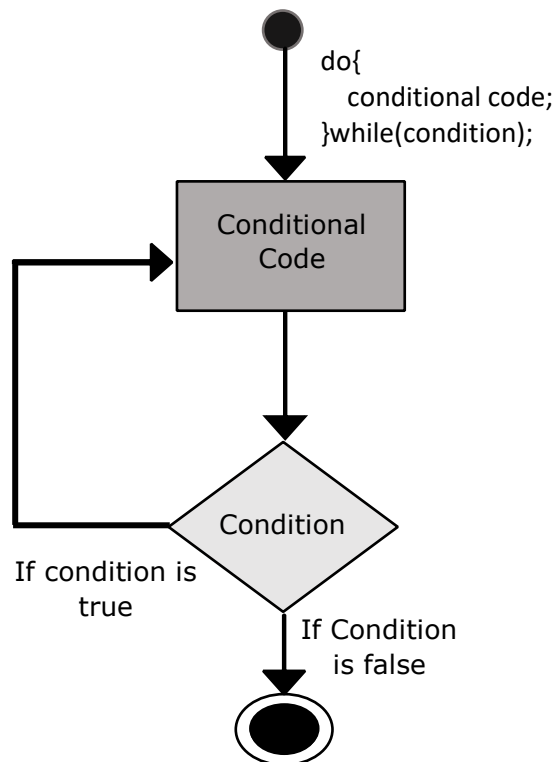 do{
conditional code;
}while(condition);
Conditional
Code
Condition
If condition is
true
If Condition
is false